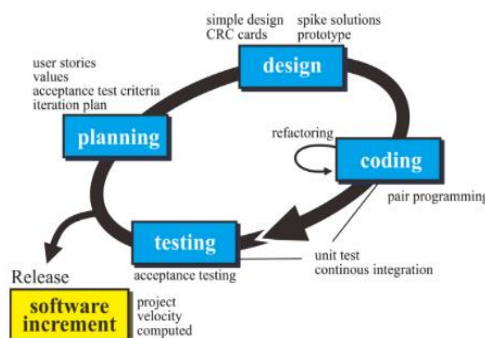 simple design
CRC cards
spike solutions
prototype
design
user stories
values
acceptance test criteria
iteration plan
planning
refactoring
coding
pair programming
testing
acceptance testing
unit test
continous integration
Release
software
increment
project
velocity
computed